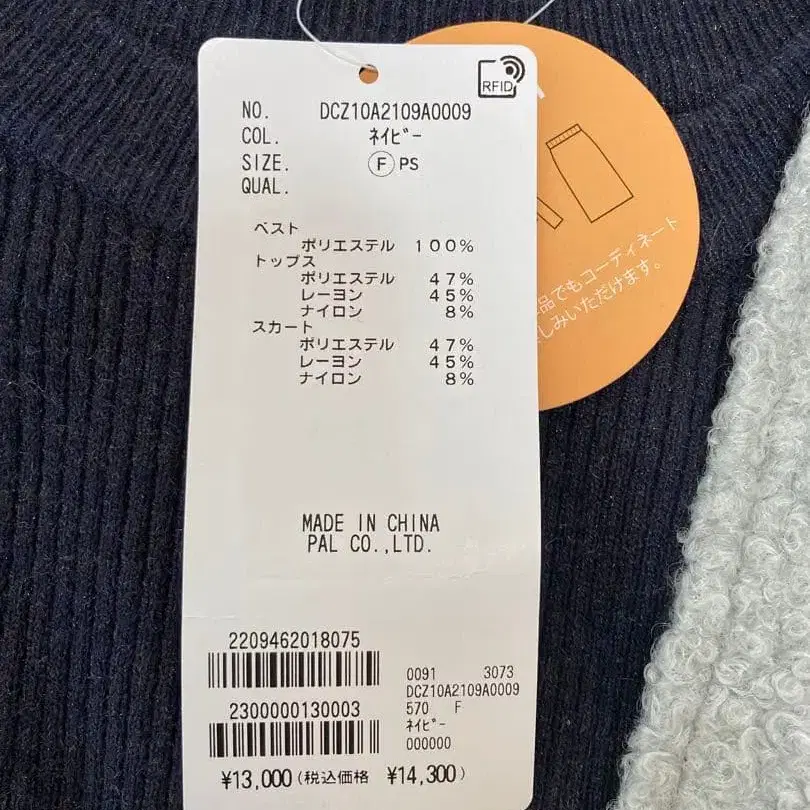 RFID
NO. DCZ10A2109A0009
COL. ネイビー
SIZE. F PS
QUAL.
ベスト
ポリエステル 100%
トップス
ポリエステル 47%
レーヨン 45%
ナイロン 8%
スカート
ポリエステル 47%
レーヨン 45%
ナイロン 8%
MADE IN CHINA
PAL CO.,LTD.
2209462018075
2300000130003
0091 3073
DCZ10A2109A0009
570 F
ネイビー
000000
¥13,000(税込価格 ¥14,300)
品でもコーディネート
しみいただけます。